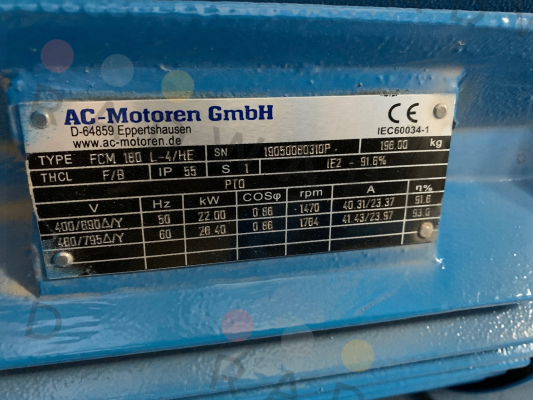 AC-Motoren GmbH
D-64859 Eppertshausen
www.ac-motoren.de
CE
IEC60034-1
TYPE FCM 180 L-4/HE SN 19050080310P 196.00 kg
THCL F/B IP 55 S 1 IE2 - 91.6%
PTO
V Hz kW COSφ rpm A η%
400/690Δ/Y 50 22.00 0.86 1470 40.31/23.37 91.6
460/795Δ/Y 60 26.40 0.86 1764 41.43/23.97 93.0